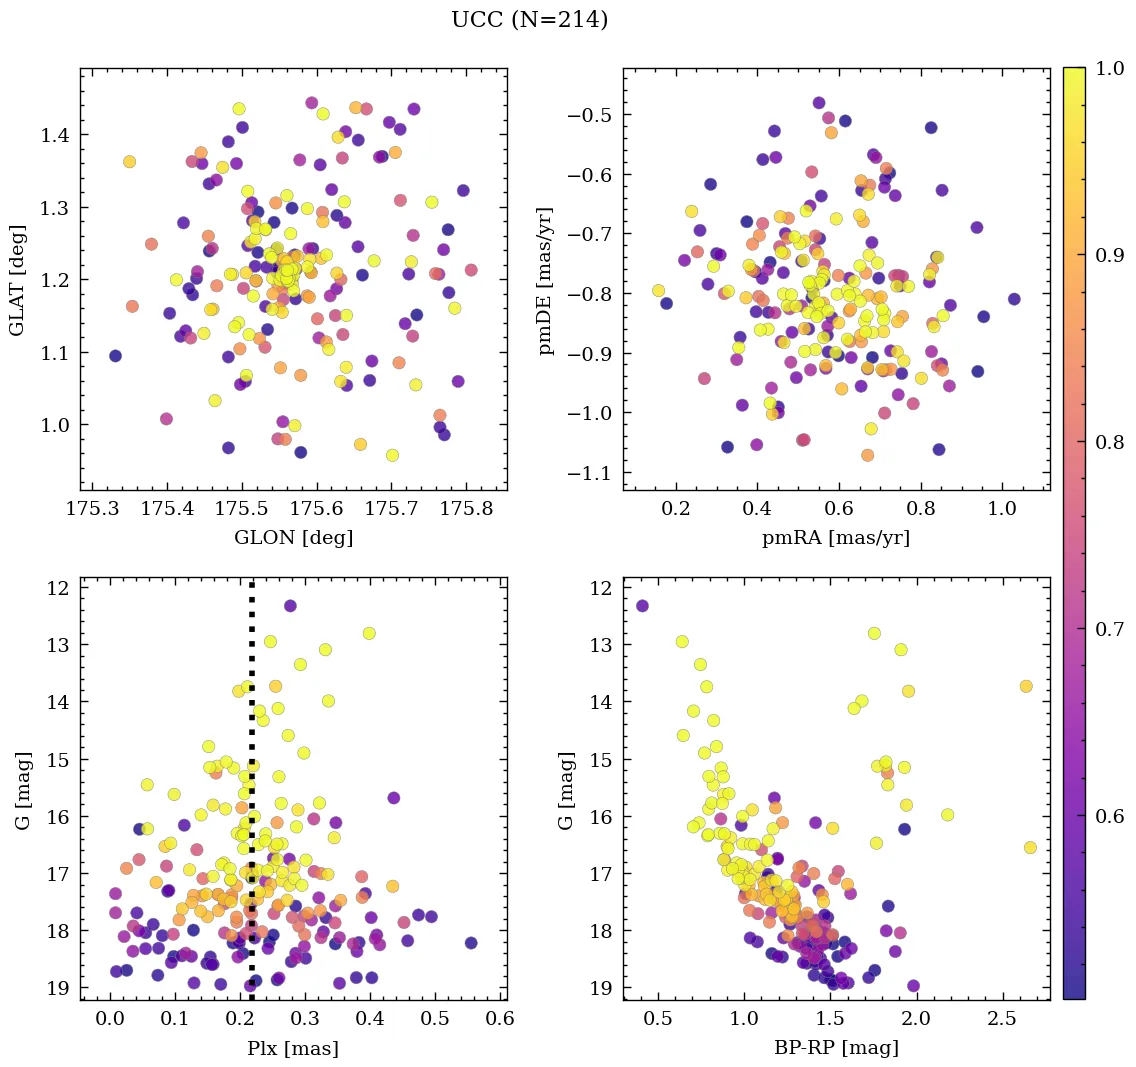 UCC (N=214)
1.4
1.3
1.2
1.1
1.0
GLAT [deg]
175.3 175.4 175.5 175.6 175.7 175.8
GLON [deg]
−0.5
−0.6
−0.7
−0.8
−0.9
−1.0
−1.1
pmDE [mas/yr]
0.2 0.4 0.6 0.8 1.0
pmRA [mas/yr]
1.0
0.9
0.8
0.7
0.6
12
13
14
15
16
17
18
19
G [mag]
0.0 0.1 0.2 0.3 0.4 0.5 0.6
Plx [mas]
12
13
14
15
16
17
18
19
G [mag]
0.5 1.0 1.5 2.0 2.5
BP-RP [mag]